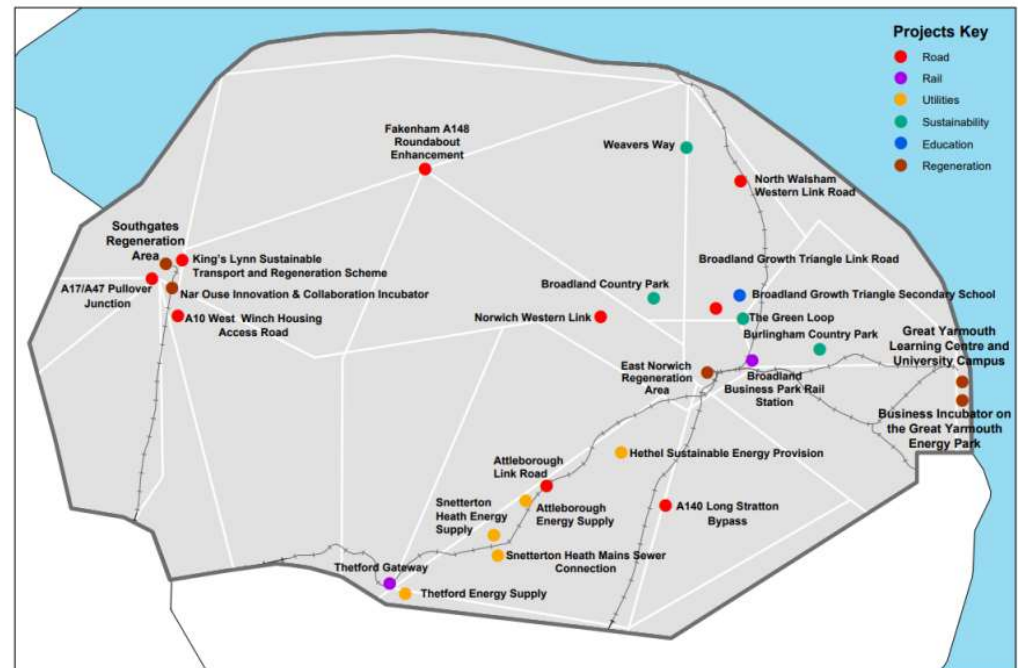 Projects Key
Road
Rail
Utilities
Sustainability
Education
Regeneration
Fakenham A148
Roundabout
Enhancement
Weavers Way
North Walsham
Western Link Road
Southgates
Regeneration
Area
King's Lynn Sustainable
Transport and Regeneration Scheme
A17/A47 Pullover
Junction
Nar Ouse Innovation & Collaboration Incubator
A10 West Winch Housing
Access Road
Broadland Growth Triangle Link Road
Broadland Country Park
Broadland Growth Triangle Secondary School
Norwich Western Link
The Green Loop
Burlingham Country Park
Great Yarmouth
Learning Centre and
University Campus
East Norwich
Regeneration
Area
Broadland
Business Park Rail
Station
Business Incubator on
the Great Yarmouth
Energy Park
Hethel Sustainable Energy Provision
Attleborough
Link Road
Attleborough
Energy Supply
Snetterton
Heath Energy
Supply
A140 Long Stratton
Bypass
Snetterton Heath Mains Sewer
Connection
Thetford Gateway
Thetford Energy Supply